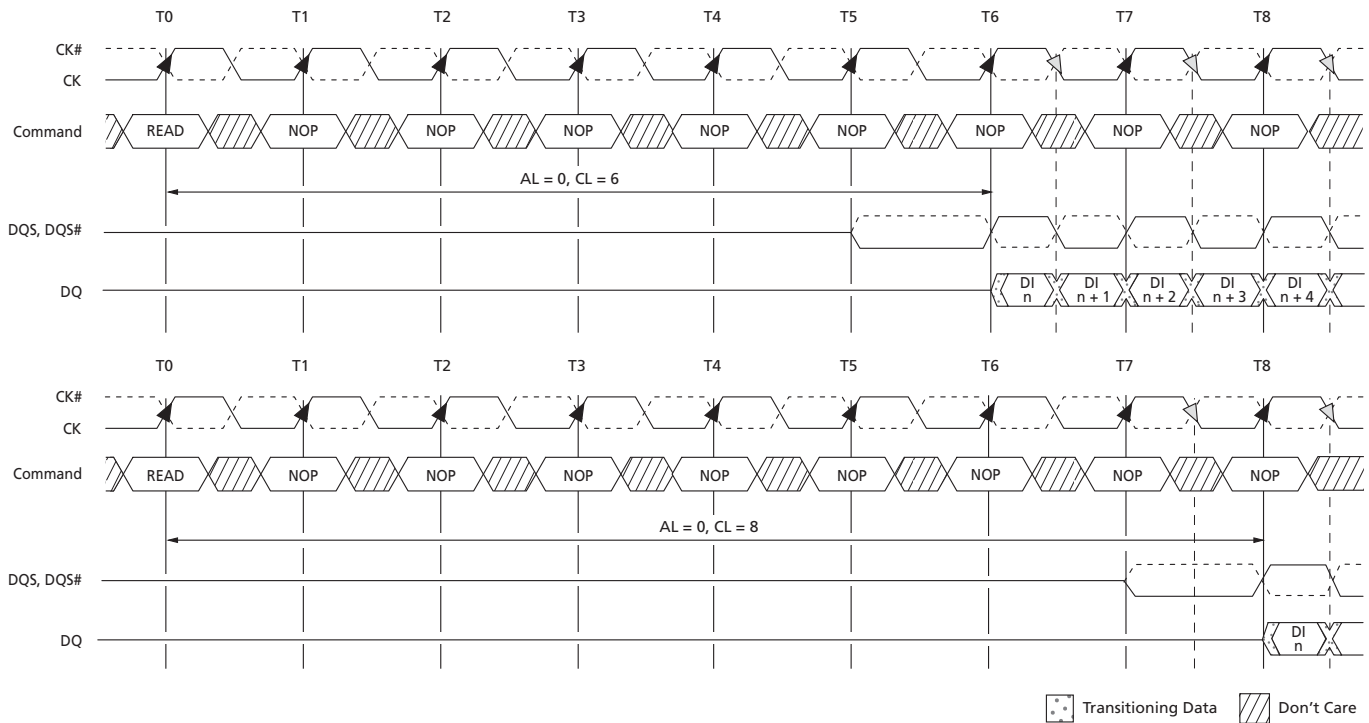 T0 T1 T2 T3 T4 T5 T6 T7 T8
CK#
CK
Command READ NOP NOP NOP NOP NOP NOP NOP NOP
AL = 0, CL = 6
DQS, DQS#
DQ DI n DI n + 1 DI n + 2 DI n + 3 DI n + 4
T0 T1 T2 T3 T4 T5 T6 T7 T8
CK#
CK
Command READ NOP NOP NOP NOP NOP NOP NOP NOP
AL = 0, CL = 8
DQS, DQS#
DQ DI n
Transitioning Data Don't Care